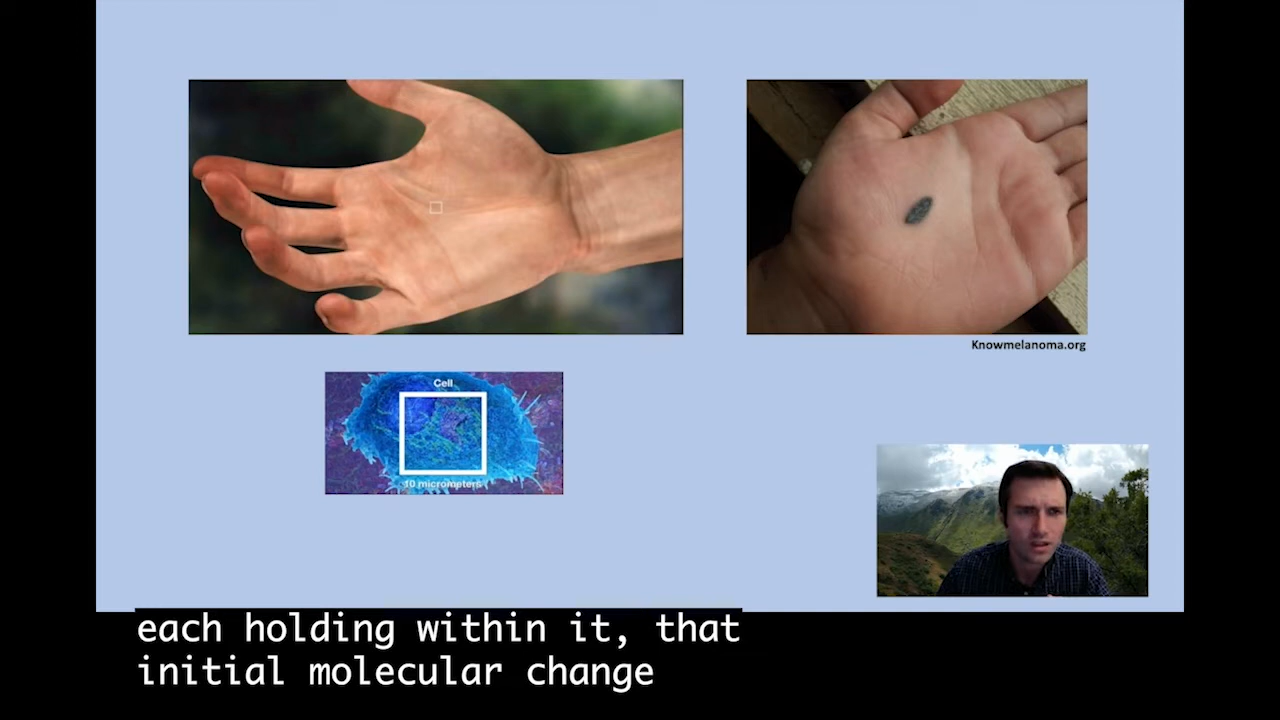 Knowmelanoma.org
Cell
10 micrometers
each holding within it, that
initial molecular change